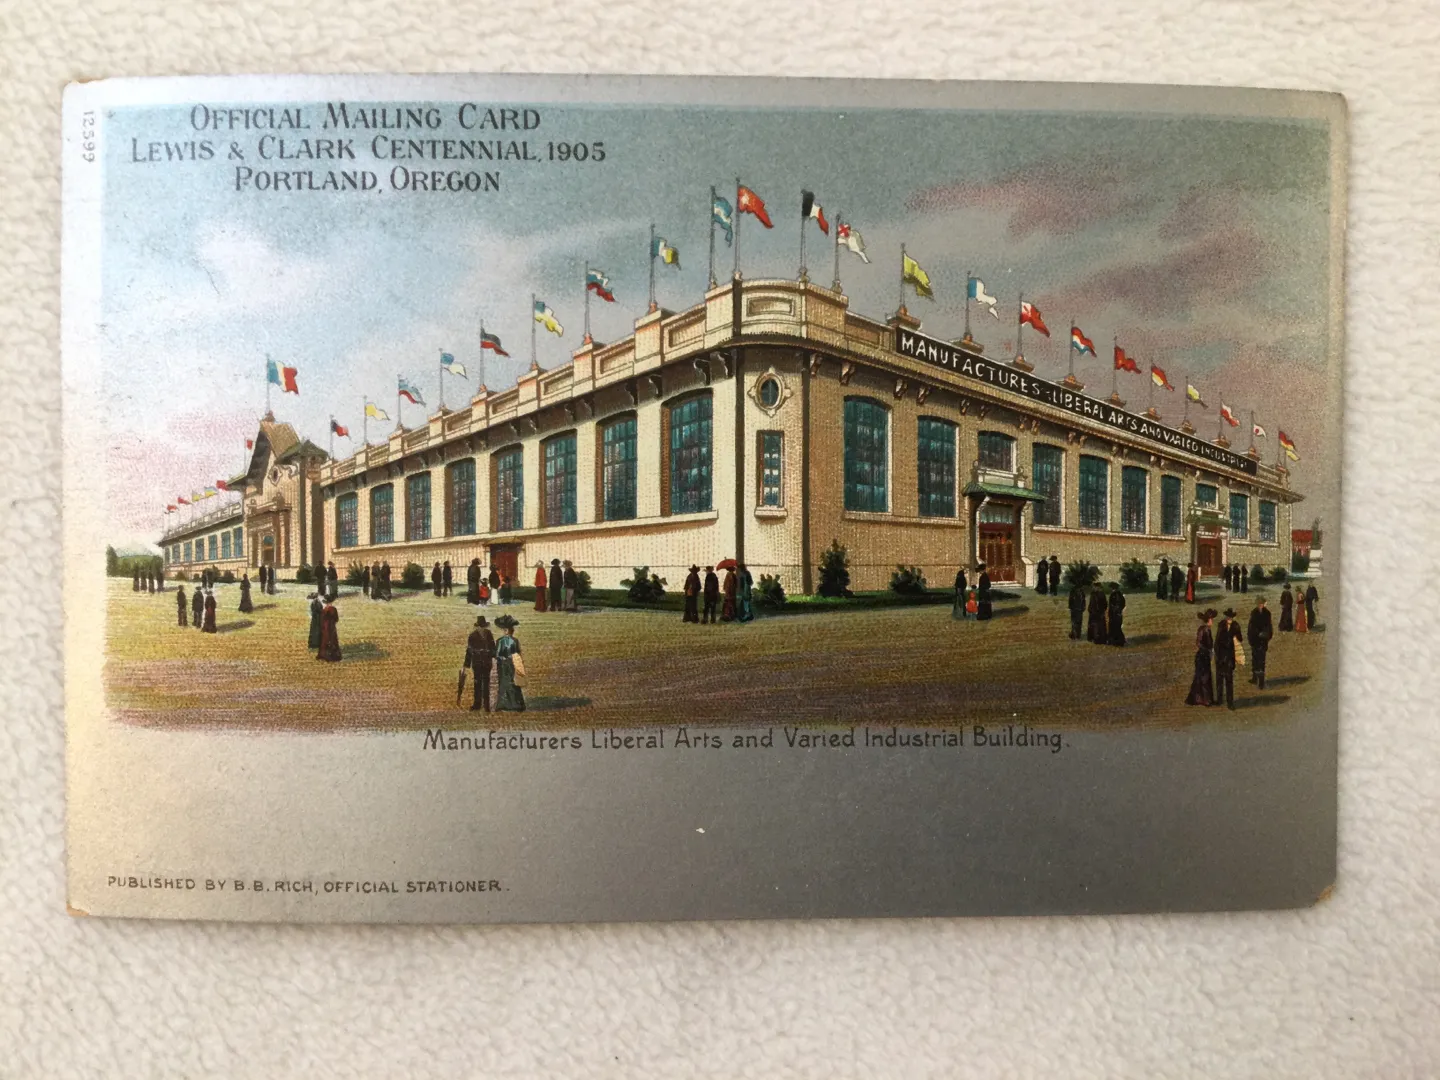 12599
OFFICIAL MAILING CARD
LEWIS & CLARK CENTENNIAL, 1905
PORTLAND, OREGON
MANUFACTURES - LIBERAL ARTS AND VARIED INDUSTRIES
Manufacturers Liberal Arts and Varied Industrial Building.
PUBLISHED BY B. B. RICH, OFFICIAL STATIONER.